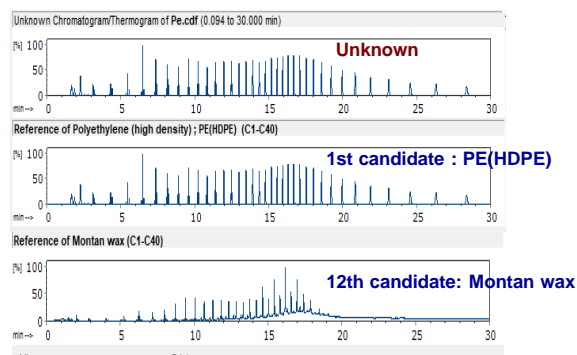 Unknown Chromatogram/Thermogram of Pe.cdf (0.094 to 30.000 min)
[%] 100
Unknown
50
0
min--> 0 5 10 15 20 25 30
Reference of Polyethylene (high density) ; PE(HDPE) (C1-C40)
[%] 100
1st candidate : PE(HDPE)
50
0
min--> 0 5 10 15 20 25 30
Reference of Montan wax (C1-C40)
[%] 100
12th candidate: Montan wax
50
0
min--> 0 5 10 15 20 25 30